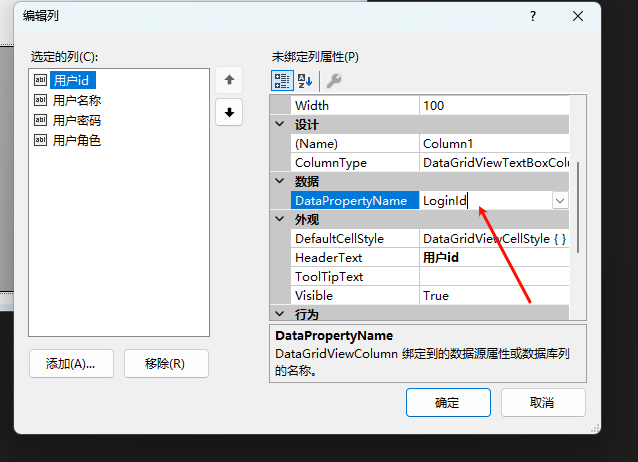 编辑列
?
选定的列(C):
未绑定列属性(P)
abl 用户id
abl 用户名称
abl 用户密码
abl 用户角色
Width 100
设计
(Name) Column1
ColumnType DataGridViewTextBoxColu
数据
DataPropertyName LoginId
外观
DefaultCellStyle DataGridViewCellStyle { }
HeaderText 用户id
ToolTipText
Visible True
行为
DataPropertyName
DataGridViewColumn 绑定到的数据源属性或数据库列
的名称。
添加(A)...
移除(R)
确定
取消